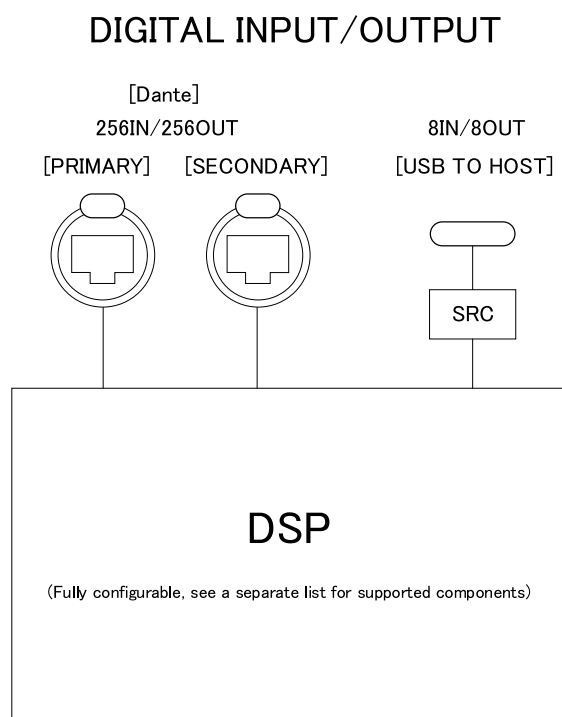 DIGITAL INPUT/OUTPUT
[Dante]
256IN/256OUT
8IN/8OUT
[PRIMARY]
[SECONDARY]
[USB TO HOST]
SRC
DSP
(Fully configurable, see a separate list for supported components)